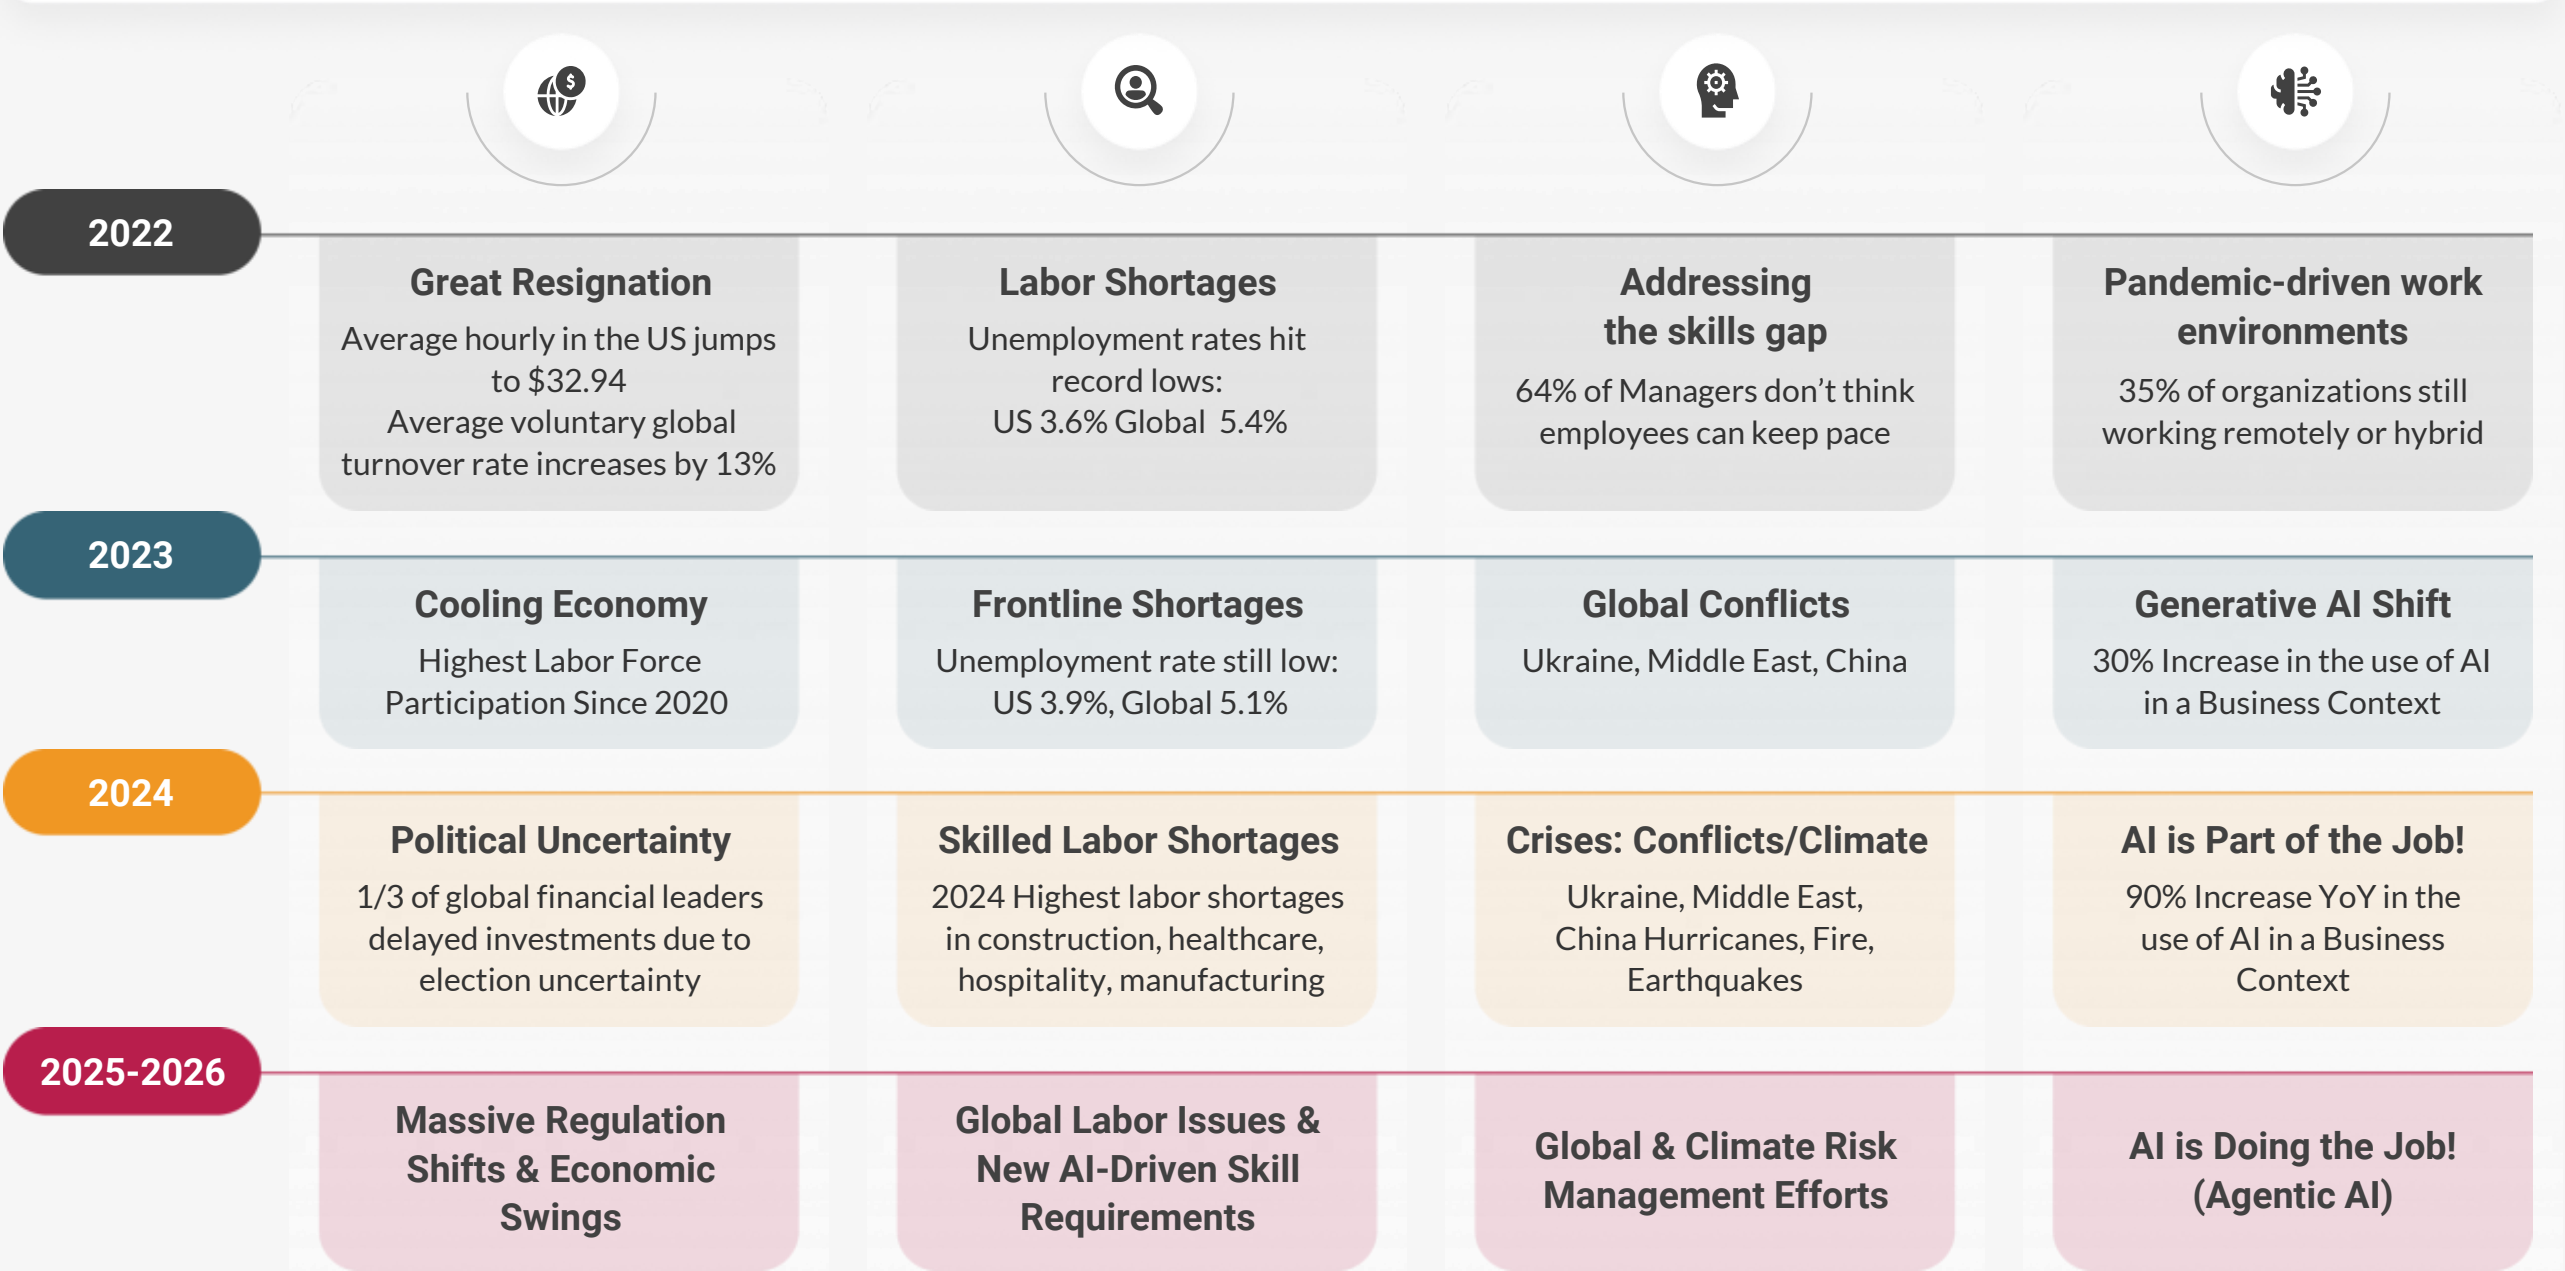 $
2022
Great Resignation
Average hourly in the US jumps
to $32.94
Average voluntary global
turnover rate increases by 13%
Labor Shortages
Unemployment rates hit
record lows:
US 3.6% Global  5.4%
Addressing
the skills gap
64% of Managers don’t think
employees can keep pace
Pandemic-driven work
environments
35% of organizations still
working remotely or hybrid
2023
Cooling Economy
Highest Labor Force
Participation Since 2020
Frontline Shortages
Unemployment rate still low:
US 3.9%, Global 5.1%
Global Conflicts
Ukraine, Middle East, China
Generative AI Shift
30% Increase in the use of AI
in a Business Context
2024
Political Uncertainty
1/3 of global financial leaders
delayed investments due to
election uncertainty
Skilled Labor Shortages
2024 Highest labor shortages
in construction, healthcare,
hospitality, manufacturing
Crises: Conflicts/Climate
Ukraine, Middle East,
China Hurricanes, Fire,
Earthquakes
AI is Part of the Job!
90% Increase YoY in the
use of AI in a Business
Context
2025-2026
Massive Regulation
Shifts & Economic
Swings
Global Labor Issues &
New AI-Driven Skill
Requirements
Global & Climate Risk
Management Efforts
AI is Doing the Job!
(Agentic AI)